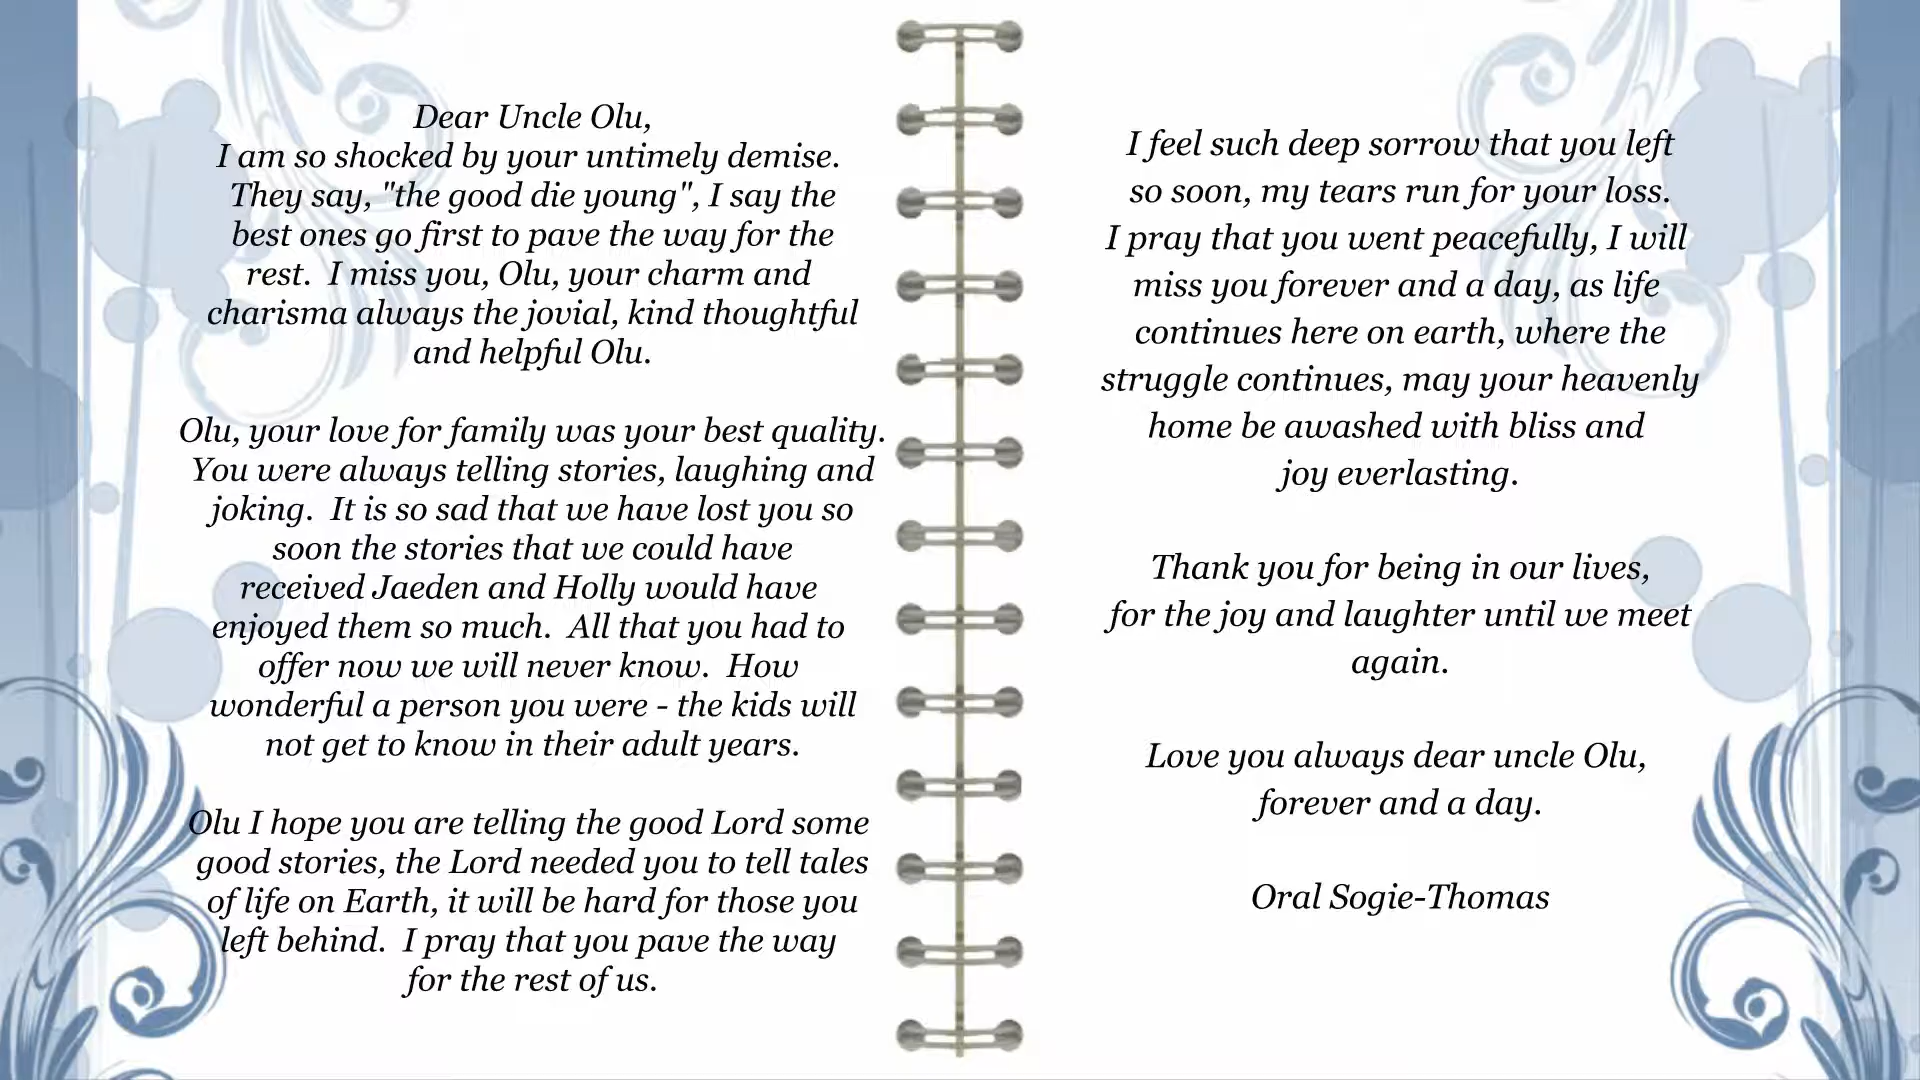 Dear Uncle Olu,
I am so shocked by your untimely demise.
They say, "the good die young", I say the
best ones go first to pave the way for the
rest.  I miss you, Olu, your charm and
charisma always the jovial, kind thoughtful
and helpful Olu.
Olu, your love for family was your best quality.
You were always telling stories, laughing and
joking.  It is so sad that we have lost you so
soon the stories that we could have
received Jaeden and Holly would have
enjoyed them so much.  All that you had to
offer now we will never know.  How
wonderful a person you were - the kids will
not get to know in their adult years.
Olu I hope you are telling the good Lord some
good stories, the Lord needed you to tell tales
of life on Earth, it will be hard for those you
left behind.  I pray that you pave the way
for the rest of us.
I feel such deep sorrow that you left
so soon, my tears run for your loss.
I pray that you went peacefully, I will
miss you forever and a day, as life
continues here on earth, where the
struggle continues, may your heavenly
home be awashed with bliss and
joy everlasting.
Thank you for being in our lives,
for the joy and laughter until we meet
again.
Love you always dear uncle Olu,
forever and a day.
Oral Sogie-Thomas